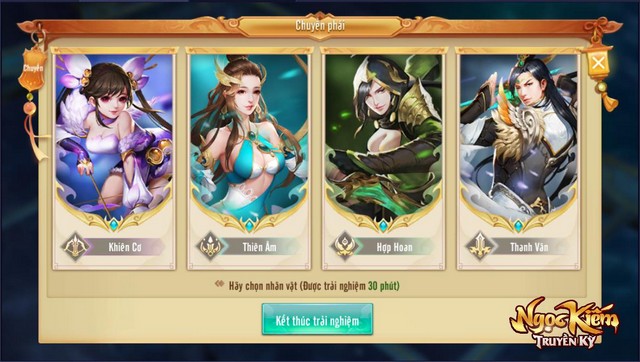 Chuyển phái
Chuyển
Khiên Cơ
Thiên Âm
Hợp Hoan
Thanh Vân
Hãy chọn nhân vật (Được trải nghiệm 30 phút)
Kết thúc trải nghiệm
Ngọc Kiếm
TRUYỀN KỲ